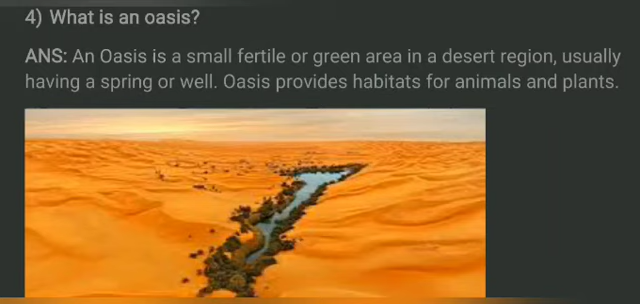 4) What is an oasis?
ANS: An Oasis is a small fertile or green area in a desert region, usually
having a spring or well. Oasis provides habitats for animals and plants.